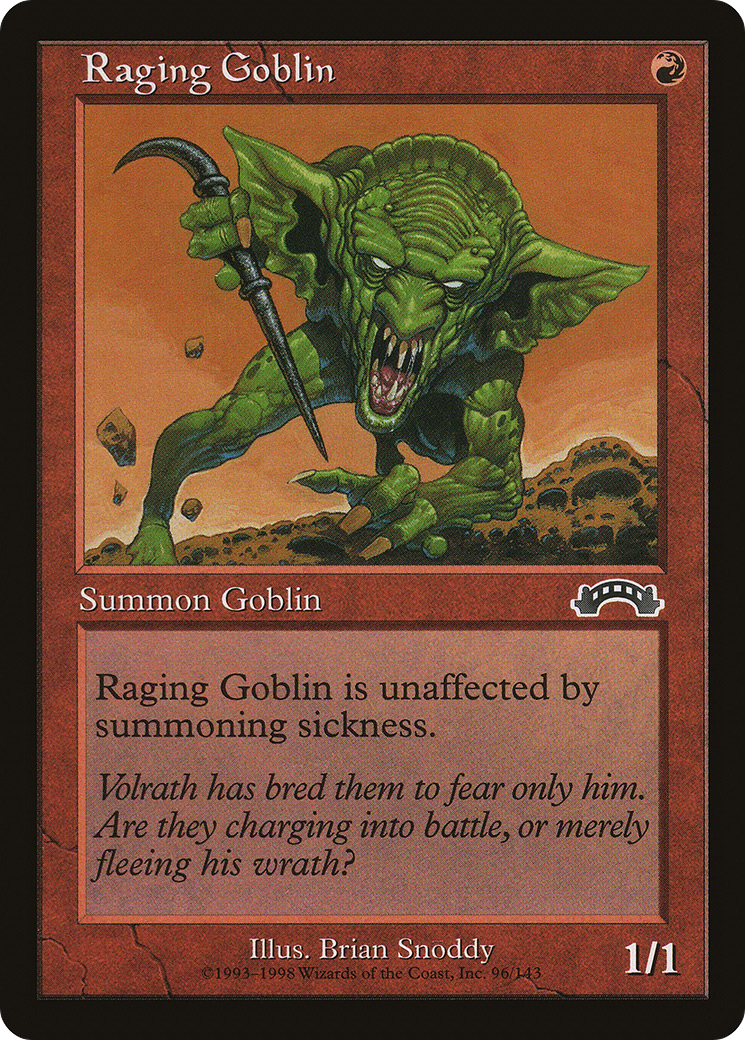 Raging Goblin
Summon Goblin
Raging Goblin is unaffected by
summoning sickness.
Volrath has bred them to fear only him.
Are they charging into battle, or merely
fleeing his wrath?
Illus. Brian Snoddy
©1993–1998 Wizards of the Coast, Inc. 96/143
1/1